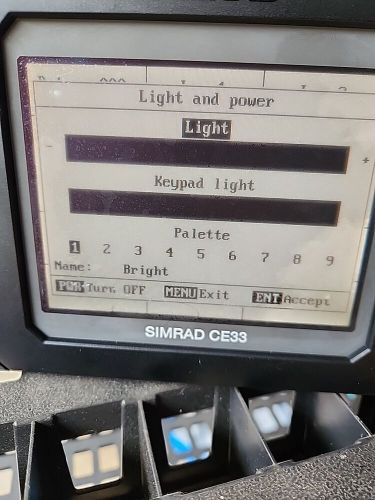 Light and power
Light
- +
Keypad light
Palette
1 2 3 4 5 6 7 8 9
Name: Bright
PWR Turn OFF MENU Exit ENT Accept
SIMRAD CE33